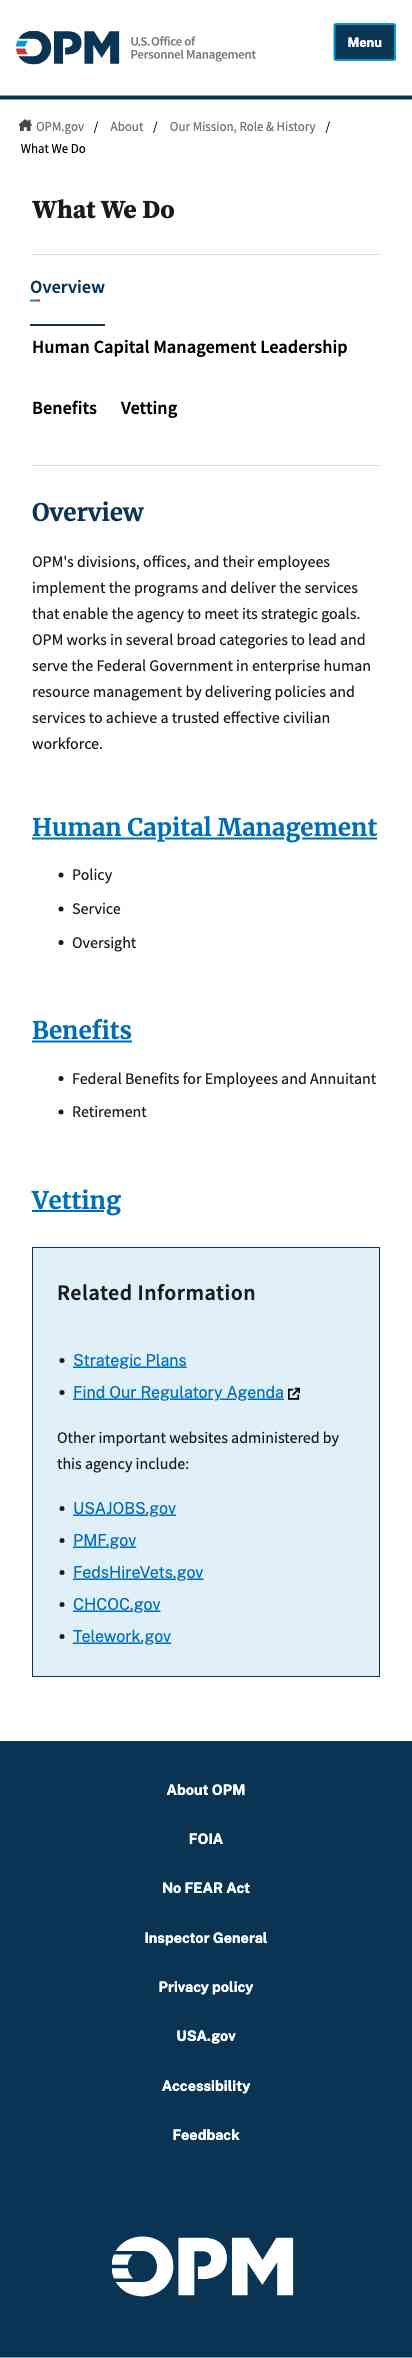 OPM
U.S. Office of
Personnel Management
Menu
OPM.gov / About / Our Mission, Role & History /
What We Do
What We Do
Overview
Human Capital Management Leadership
Benefits Vetting
Overview
OPM's divisions, offices, and their employees
implement the programs and deliver the services
that enable the agency to meet its strategic goals.
OPM works in several broad categories to lead and
serve the Federal Government in enterprise human
resource management by delivering policies and
services to achieve a trusted effective civilian
workforce.
Human Capital Management
• Policy
• Service
• Oversight
Benefits
• Federal Benefits for Employees and Annuitant
• Retirement
Vetting
Related Information
• Strategic Plans
• Find Our Regulatory Agenda
Other important websites administered by
this agency include:
• USAJOBS.gov
• PMF.gov
• FedsHireVets.gov
• CHCOC.gov
• Telework.gov
About OPM
FOIA
No FEAR Act
Inspector General
Privacy policy
USA.gov
Accessibility
Feedback
OPM